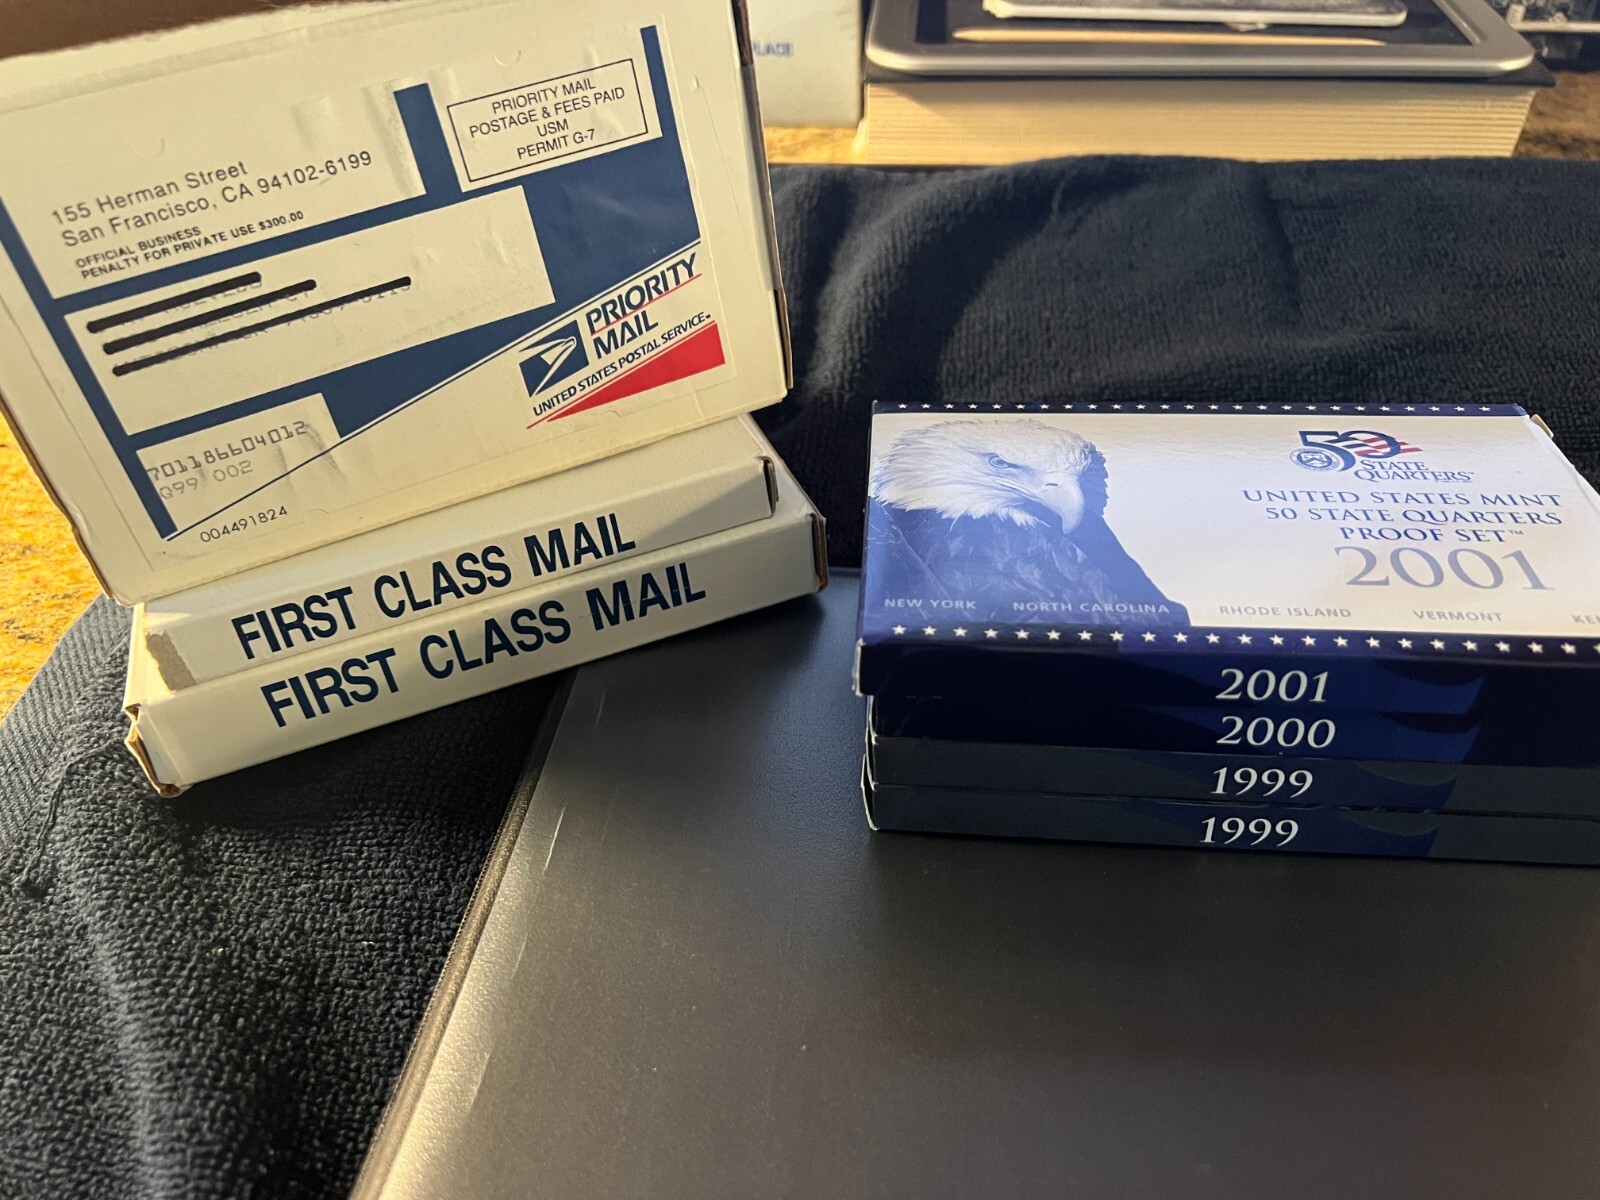 155 Herman Street
San Francisco, CA 94102-6199
OFFICIAL BUSINESS
PENALTY FOR PRIVATE USE $300.00
PRIORITY MAIL
POSTAGE & FEES PAID
USM
PERMIT G-7
PRIORITY
MAIL
UNITED STATES POSTAL SERVICE
701186604012
Q99 002
004491824
FIRST CLASS MAIL
FIRST CLASS MAIL
50
STATE
QUARTERS
UNITED STATES MINT
50 STATE QUARTERS
PROOF SET™
2001
NEW YORK NORTH CAROLINA RHODE ISLAND VERMONT
2001
2000
1999
1999